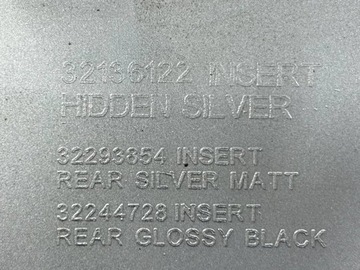 32136122 INSERT
HIDDEN SILVER
32293854 INSERT
REAR SILVER MATT
32244728 INSERT
REAR GLOSSY BLACK